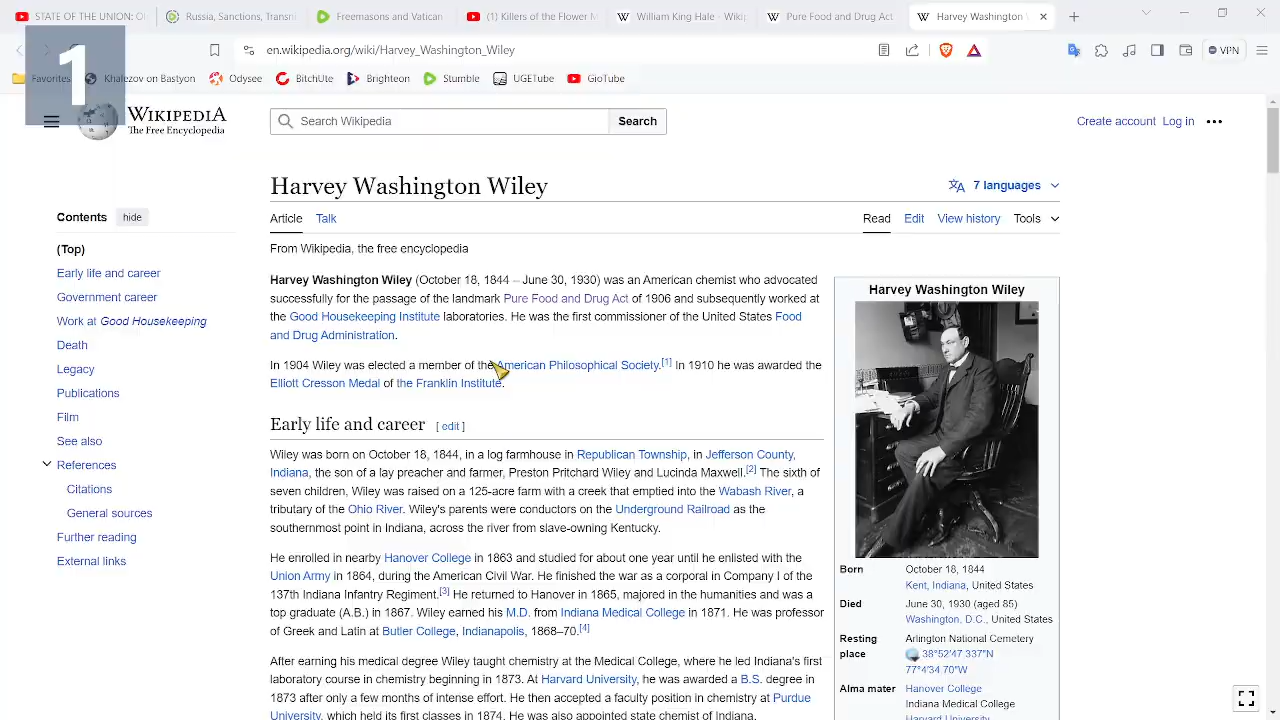 STATE OF THE UNION: Ol
Russia, Sanctions, Transi
Freemasons and Vatican
(1) Killers of the Flower M
William King Hale - Wikip
Pure Food and Drug Act
Harvey Washington
1
en.wikipedia.org/wiki/Harvey_Washington_Wiley
VPN
Favorites
Khalezov on Bastyon
Odysee
BitchUte
Brighteon
Stumble
UGETube
GioTube
WIKIPEDIA
The Free Encyclopedia
Search Wikipedia
Search
Create account Log in
Harvey Washington Wiley
7 languages
Article Talk
Read Edit View history Tools
Contents hide
(Top)
Early life and career
Government career
Work at Good Housekeeping
Death
Legacy
Publications
Film
See also
References
Citations
General sources
Further reading
External links
From Wikipedia, the free encyclopedia
Harvey Washington Wiley (October 18, 1844 – June 30, 1930) was an American chemist who advocated
successfully for the passage of the landmark Pure Food and Drug Act of 1906 and subsequently worked at
the Good Housekeeping Institute laboratories. He was the first commissioner of the United States Food
and Drug Administration.
In 1904 Wiley was elected a member of the American Philosophical Society.[1] In 1910 he was awarded the
Elliott Cresson Medal of the Franklin Institute.
Early life and career [ edit ]
Wiley was born on October 18, 1844, in a log farmhouse in Republican Township, in Jefferson County,
Indiana, the son of a lay preacher and farmer, Preston Pritchard Wiley and Lucinda Maxwell.[2] The sixth of
seven children, Wiley was raised on a 125-acre farm with a creek that emptied into the Wabash River, a
tributary of the Ohio River. Wiley's parents were conductors on the Underground Railroad as the
southernmost point in Indiana, across the river from slave-owning Kentucky.
He enrolled in nearby Hanover College in 1863 and studied for about one year until he enlisted with the
Union Army in 1864, during the American Civil War. He finished the war as a corporal in Company I of the
137th Indiana Infantry Regiment.[3] He returned to Hanover in 1865, majored in the humanities and was a
top graduate (A.B.) in 1867. Wiley earned his M.D. from Indiana Medical College in 1871. He was professor
of Greek and Latin at Butler College, Indianapolis, 1868–70.[4]
After earning his medical degree Wiley taught chemistry at the Medical College, where he led Indiana's first
laboratory course in chemistry beginning in 1873. At Harvard University, he was awarded a B.S. degree in
1873 after only a few months of intense effort. He then accepted a faculty position in chemistry at Purdue
University, which held its first classes in 1874. He was also appointed state chemist of Indiana.
Harvey Washington Wiley
Born October 18, 1844
Kent, Indiana, United States
Died June 30, 1930 (aged 85)
Washington, D.C., United States
Resting place Arlington National Cemetery
38°52′47.337″N
77°4′34.70″W
Alma mater Hanover College
Indiana Medical College
Harvard University